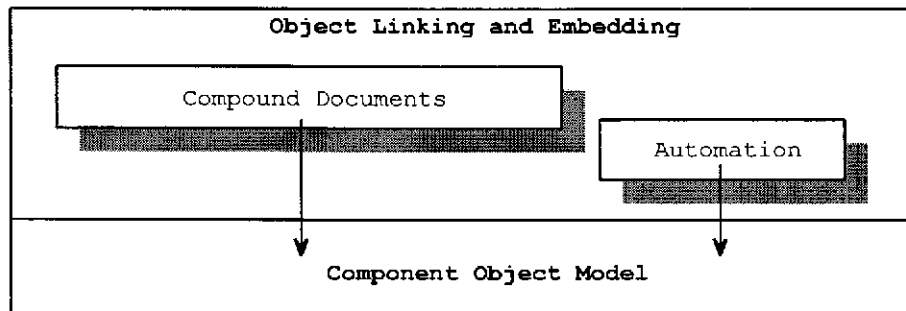 Object Linking and Embedding
Compound Documents
Automation
Component Object Model